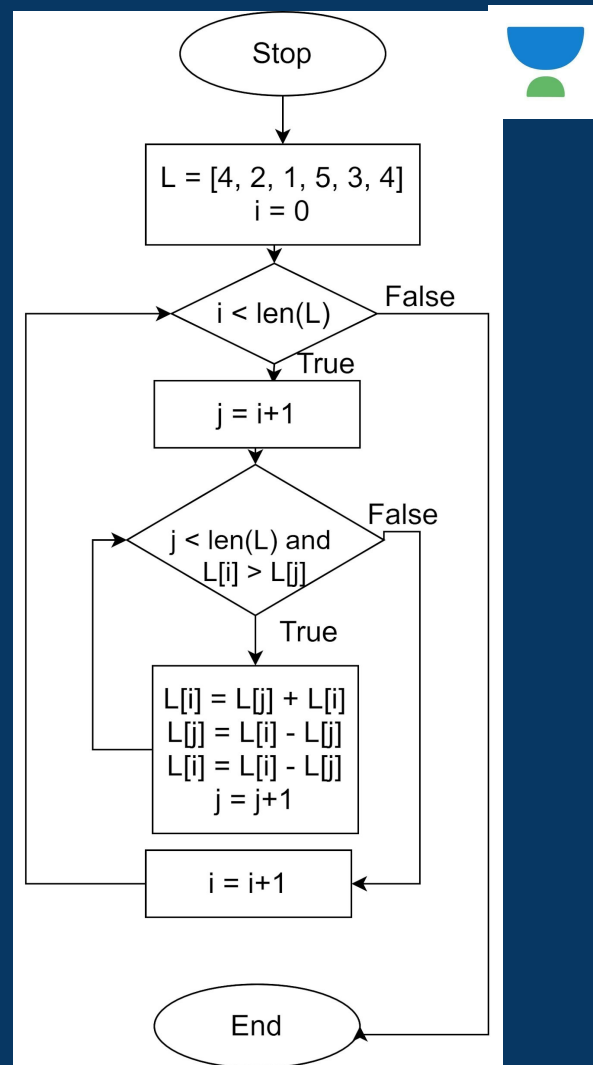 Stop
L = [4, 2, 1, 5, 3, 4]
i = 0
i < len(L)
False
True
j = i+1
False
j < len(L) and
L[i] > L[j]
True
L[i] = L[j] + L[i]
L[j] = L[i] - L[j]
L[i] = L[i] - L[j]
j = j+1
i = i+1
End